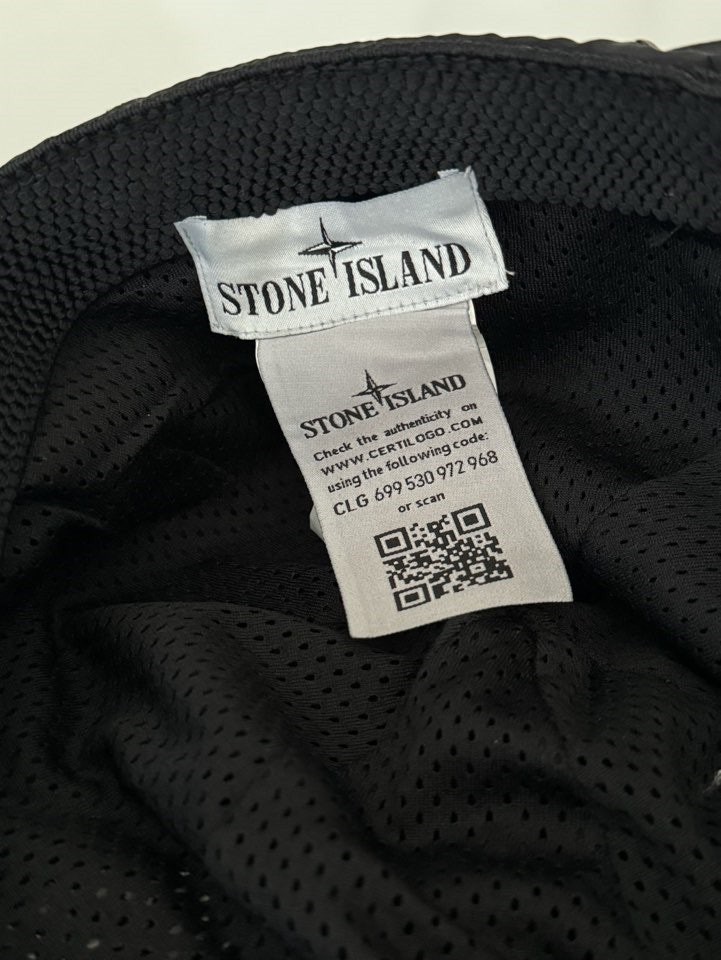 STONE ISLAND
STONE ISLAND
Check the authenticity on
WWW.CERTILOGO.COM
using the following code:
CLG 699 530 972 968
or scan